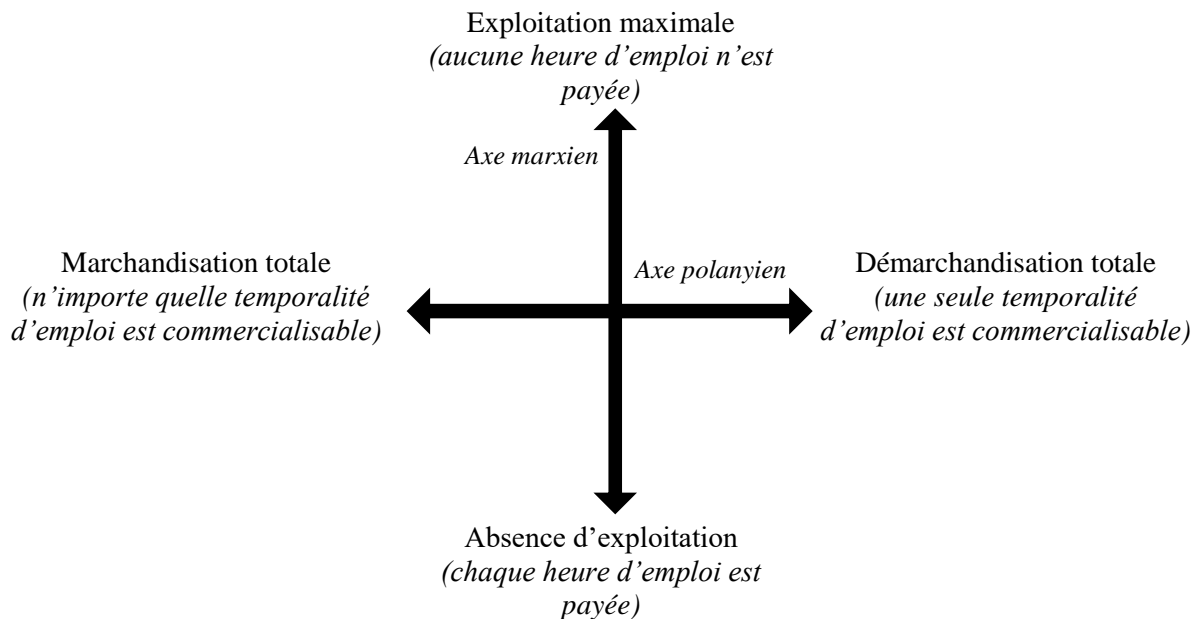 Exploitation maximale
(aucune heure d’emploi n’est
payée)
Axe marxien
Marchandisation totale
(n’importe quelle temporalité
d’emploi est commercialisable)
Axe polanyien
Démarchandisation totale
(une seule temporalité
d’emploi est commercialisable)
Absence d’exploitation
(chaque heure d’emploi est
payée)